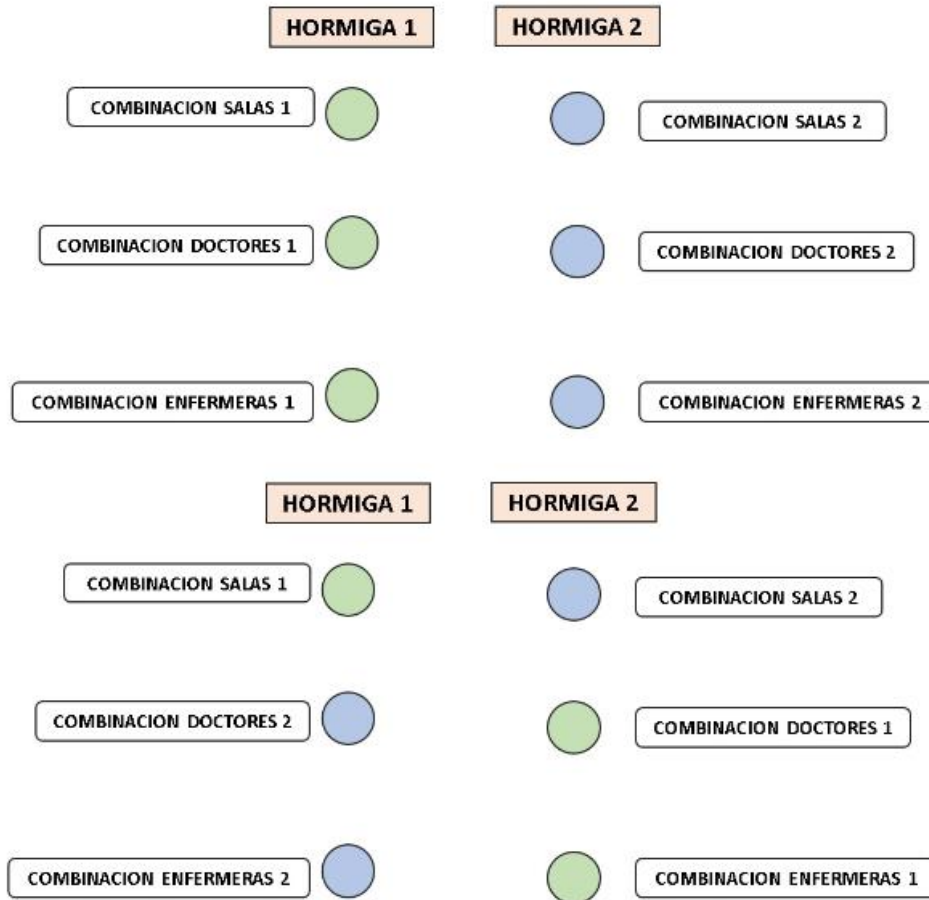 HORMIGA 1
HORMIGA 2
COMBINACION SALAS 1
COMBINACION SALAS 2
COMBINACION DOCTORES 1
COMBINACION DOCTORES 2
COMBINACION ENFERMERAS 1
COMBINACION ENFERMERAS 2
HORMIGA 1
HORMIGA 2
COMBINACION SALAS 1
COMBINACION SALAS 2
COMBINACION DOCTORES 2
COMBINACION DOCTORES 1
COMBINACION ENFERMERAS 2
COMBINACION ENFERMERAS 1